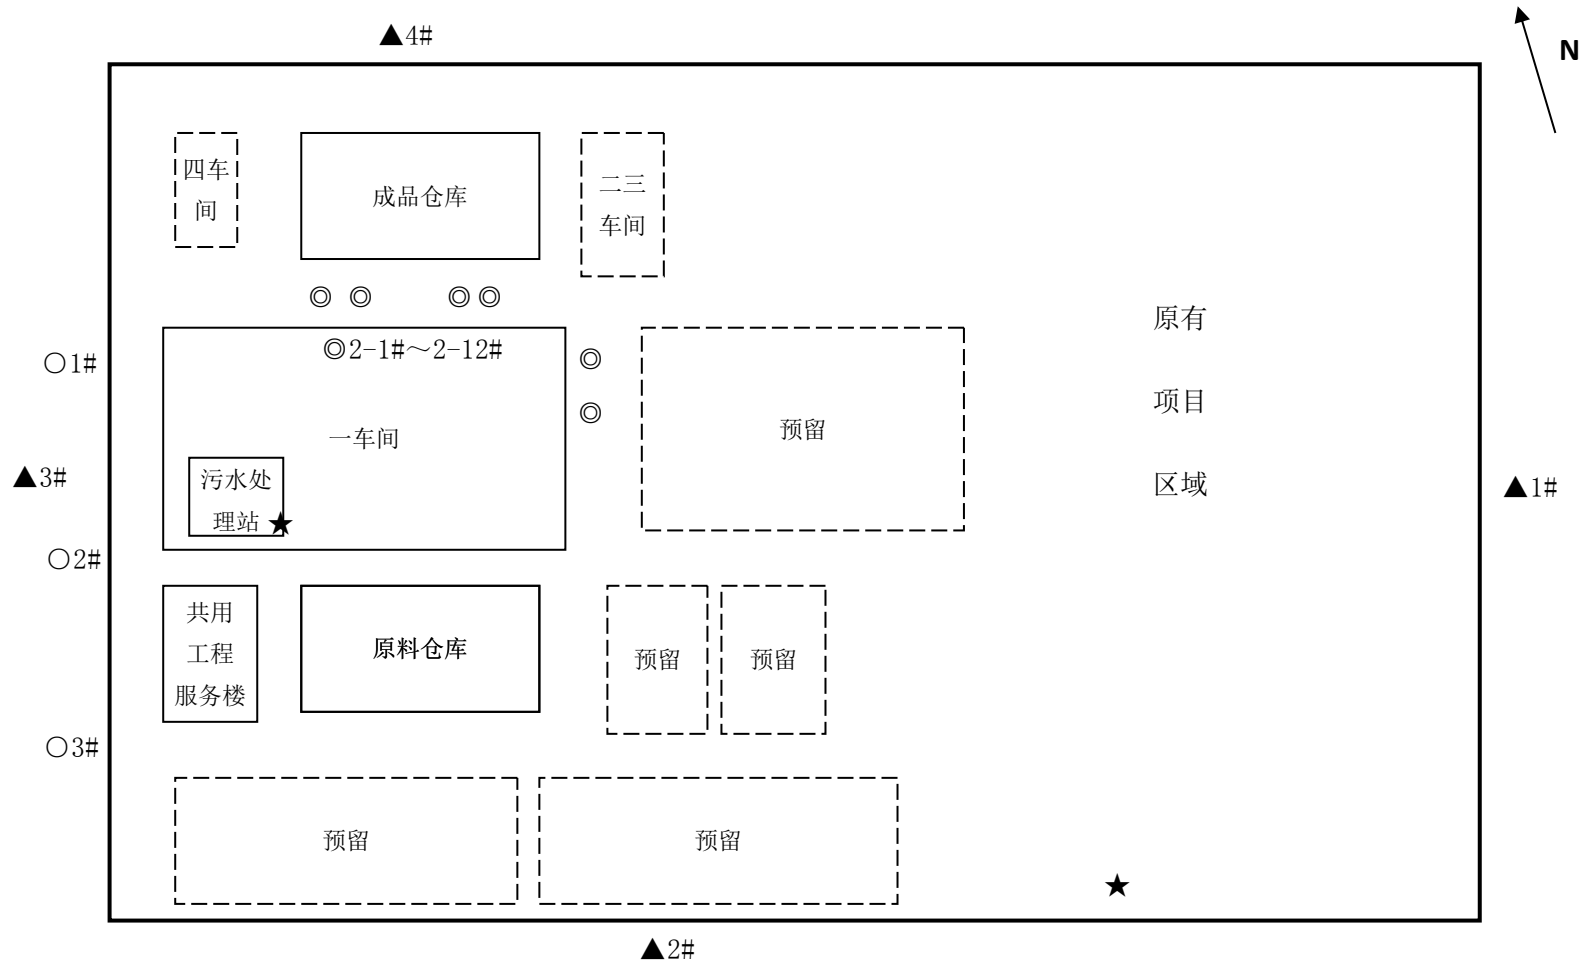 ▲4#
N
四车
间
成品仓库
二三
车间
◎ ◎ ◎ ◎
原有
○1#
◎2-1#～2-12#
◎
◎
项目
预留
一车间
▲3#
污水处
理站★
区域
▲1#
○2#
共用
工程
服务楼
原料仓库
预留
预留
○3#
预留
预留
★
▲2#